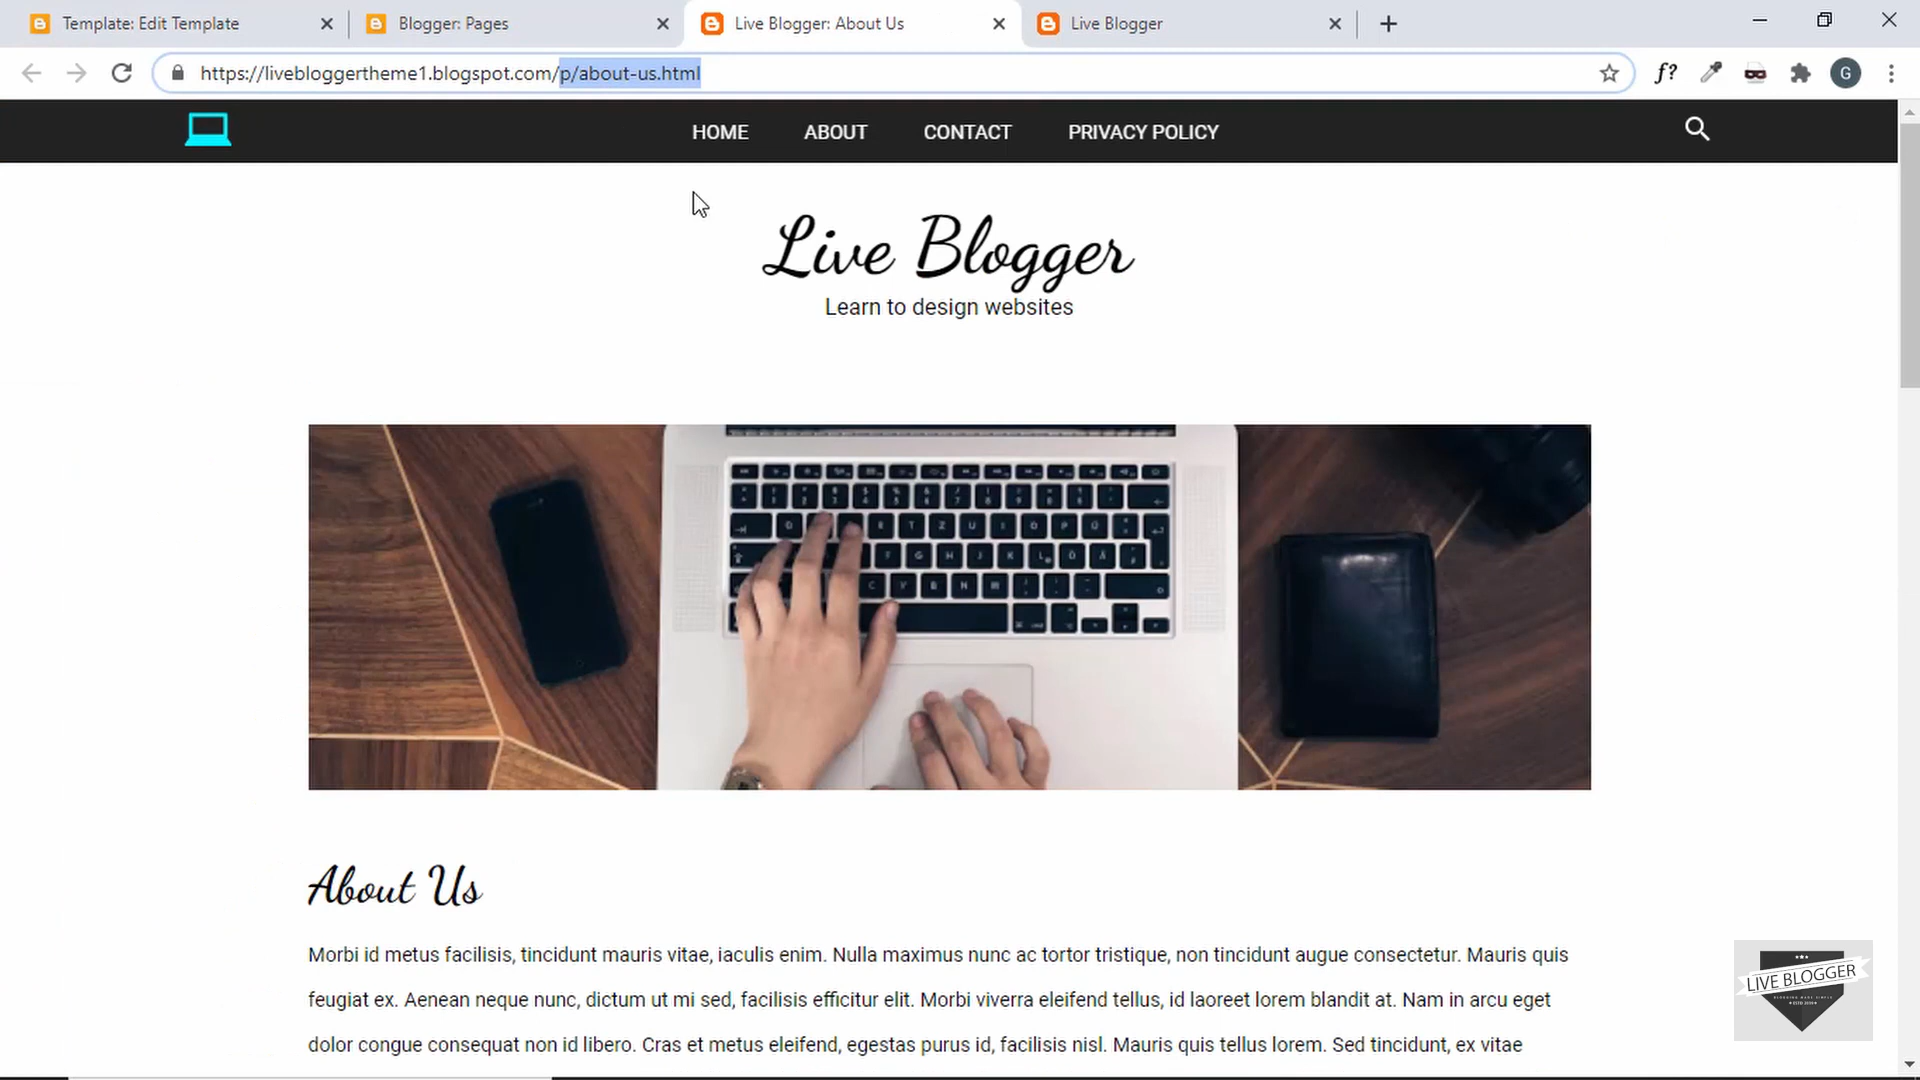 Template: Edit Template
Blogger: Pages
Live Blogger: About Us
Live Blogger
https://livebloggertheme1.blogspot.com/p/about-us.html
f?
G
HOME ABOUT CONTACT PRIVACY POLICY
Live Blogger
Learn to design websites
About Us
Morbi id metus facilisis, tincidunt mauris vitae, iaculis enim. Nulla maximus nunc ac tortor tristique, non tincidunt augue consectetur. Mauris quis
feugiat ex. Aenean neque nunc, dictum ut mi sed, facilisis efficitur elit. Morbi viverra eleifend tellus, id laoreet lorem blandit at. Nam in arcu eget
dolor congue consequat non id libero. Cras et metus eleifend, egestas purus id, facilisis nisl. Mauris quis tellus lorem. Sed tincidunt, ex vitae
LIVE BLOGGER